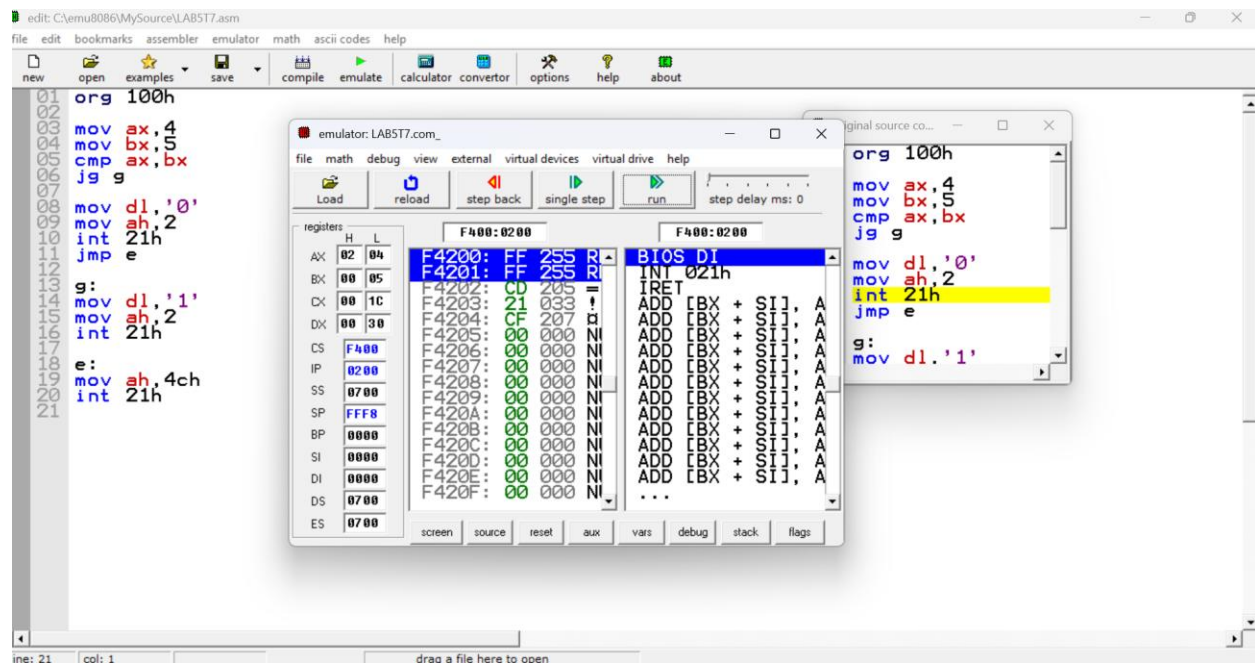 edit: C:\emu8086\MySource\LAB5T7.asm
file edit bookmarks assembler emulator math ascii codes help
new open examples save compile emulate calculator convertor options help about
01 org 100h
02
03 mov ax,4
04 mov bx,5
05 cmp ax,bx
06 jg g
07
08 mov dl,'0'
09 mov ah,2
10 int 21h
11 jmp e
12
13 g:
14 mov dl,'1'
15 mov ah,2
16 int 21h
17
18 e:
19 mov ah,4ch
20 int 21h
21
emulator: LAB5T7.com_
file math debug view external virtual devices virtual drive help
Load reload step back single step run step delay ms: 0
registers
H L
AX 02 04
BX 00 05
CX 00 1C
DX 00 30
CS F400
IP 0200
SS 0700
SP FFF8
BP 0000
SI 0000
DI 0000
DS 0700
ES 0700
F400:0200
F4200: FF 255 R
F4201: FF 255 R
F4202: CD 205 =
F4203: 21 033 !
F4204: CF 207 ¤
F4205: 00 000 N
F4206: 00 000 N
F4207: 00 000 N
F4208: 00 000 N
F4209: 00 000 N
F420A: 00 000 N
F420B: 00 000 N
F420C: 00 000 N
F420D: 00 000 N
F420E: 00 000 N
F420F: 00 000 N
F400:0200
BIOS DI
INT 021h
IRET
ADD [BX + SI], A
ADD [BX + SI], A
ADD [BX + SI], A
ADD [BX + SI], A
ADD [BX + SI], A
ADD [BX + SI], A
ADD [BX + SI], A
ADD [BX + SI], A
ADD [BX + SI], A
ADD [BX + SI], A
ADD [BX + SI], A
ADD [BX + SI], A
...
screen source reset aux vars debug stack flags
iginal source co...
org 100h
mov ax,4
mov bx,5
cmp ax,bx
jg g
mov dl,'0'
mov ah,2
int 21h
jmp e
g:
mov dl,'1'
ine: 21 col: 1 drag a file here to open